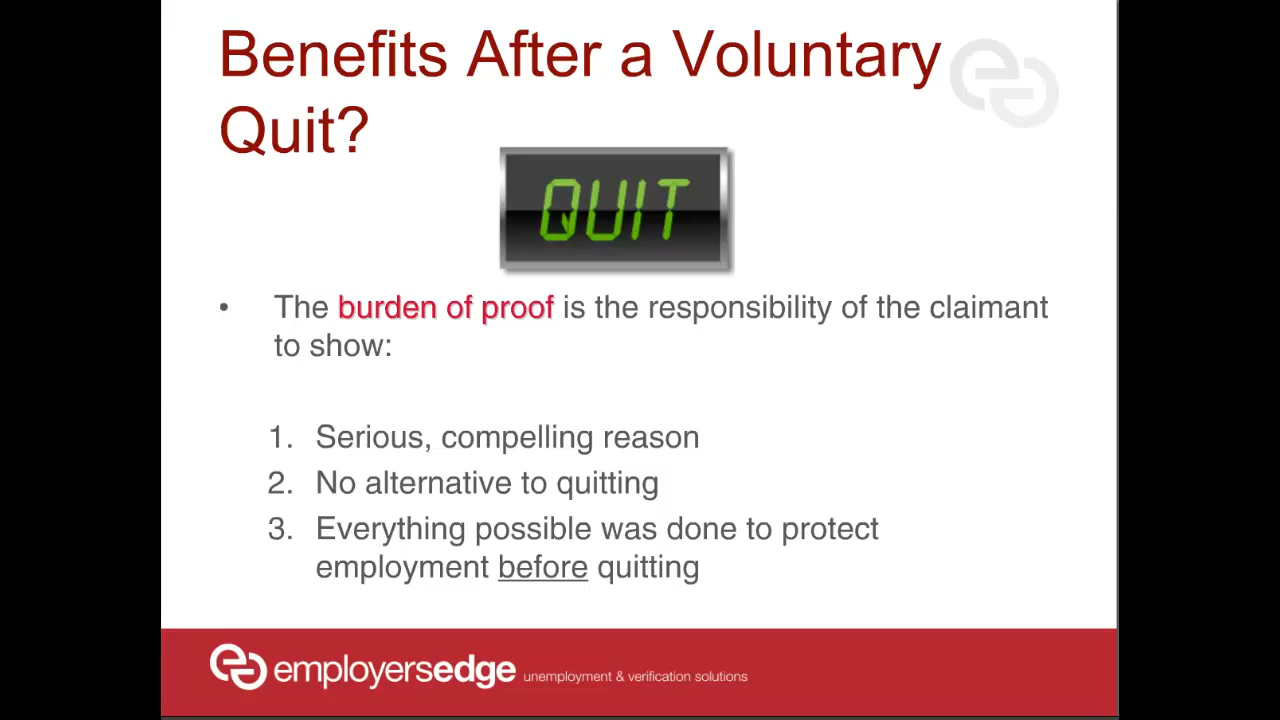 Benefits After a Voluntary
Quit?
QUIT
• The burden of proof is the responsibility of the claimant
to show:
1. Serious, compelling reason
2. No alternative to quitting
3. Everything possible was done to protect
employment before quitting
employersedge unemployment & verification solutions